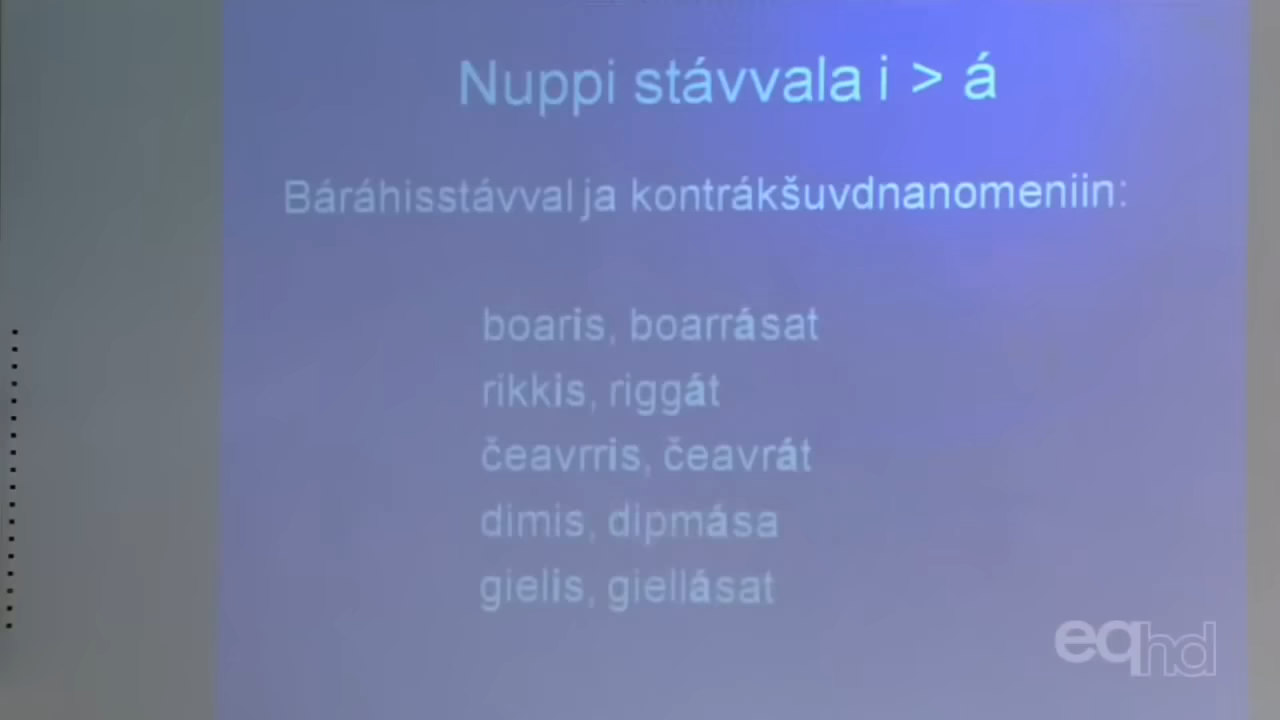 Nuppi stávvala i > á
Báráhisstávval ja kontrákšuvdnanomeniin:
boaris, boarrásat
rikkis, riggát
čeavrris, čeavrát
dimis, dipmása
gielis, giellásat
eqhd